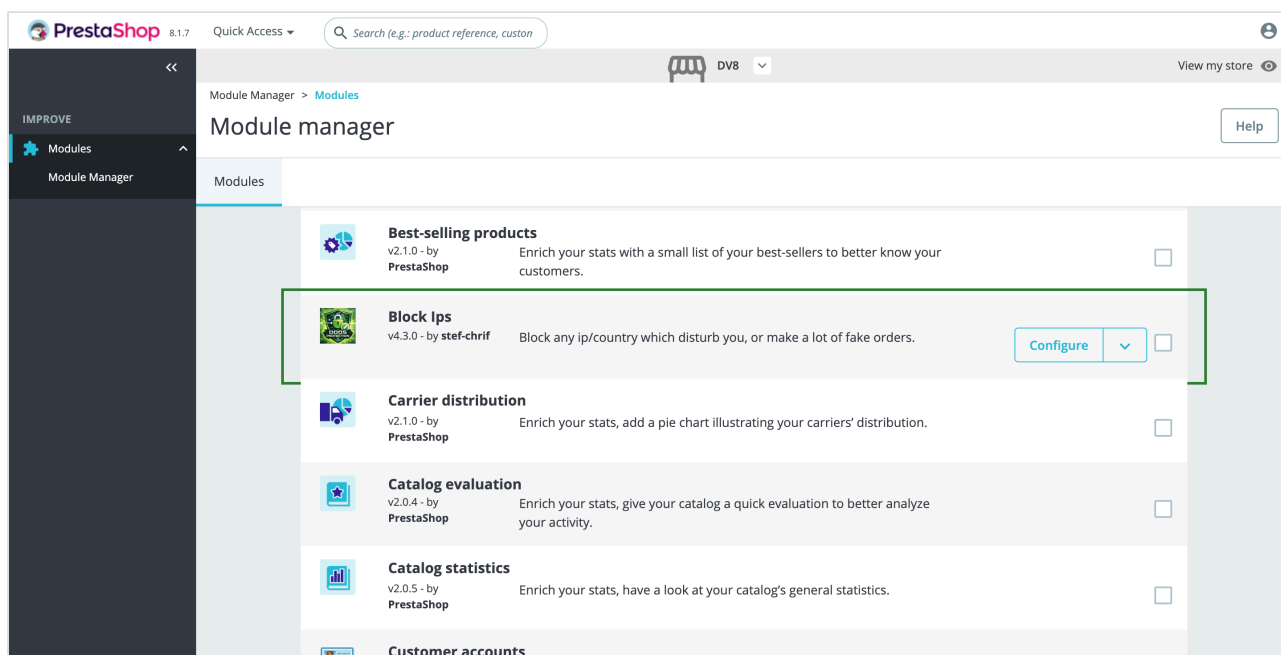 PrestaShop 8.1.7 Quick Access Search (e.g.: product reference, custon
DV8 View my store
Module Manager > Modules
IMPROVE
Module manager
Help
Modules
Module Manager
Modules
Best-selling products
v2.1.0 - by
PrestaShop
Enrich your stats with a small list of your best-sellers to better know your
customers.
Block Ips
v4.3.0 - by stef-chrif
Block any ip/country which disturb you, or make a lot of fake orders.
Configure
DDOS
Carrier distribution
v2.1.0 - by
PrestaShop
Enrich your stats, add a pie chart illustrating your carriers' distribution.
Catalog evaluation
v2.0.4 - by
PrestaShop
Enrich your stats, give your catalog a quick evaluation to better analyze
your activity.
Catalog statistics
v2.0.5 - by
PrestaShop
Enrich your stats, have a look at your catalog's general statistics.
Customer accounts